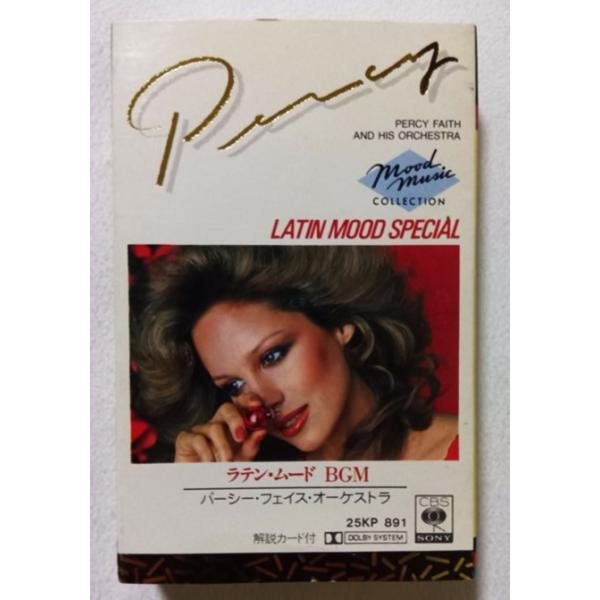 Percy
PERCY FAITH
AND HIS ORCHESTRA
Mood
Music
COLLECTION
LATIN MOOD SPECIAL
ラテン・ムード BGM
パーシー・フェイス・オーケストラ
25KP 891
解説カード付 DOLBY SYSTEM
CBS
SONY